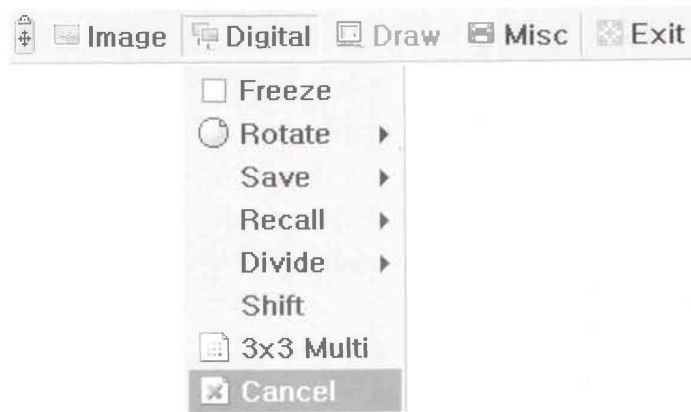 Image Digital Draw Misc Exit
Freeze
Rotate
Save
Recall
Divide
Shift
3x3 Multi
Cancel